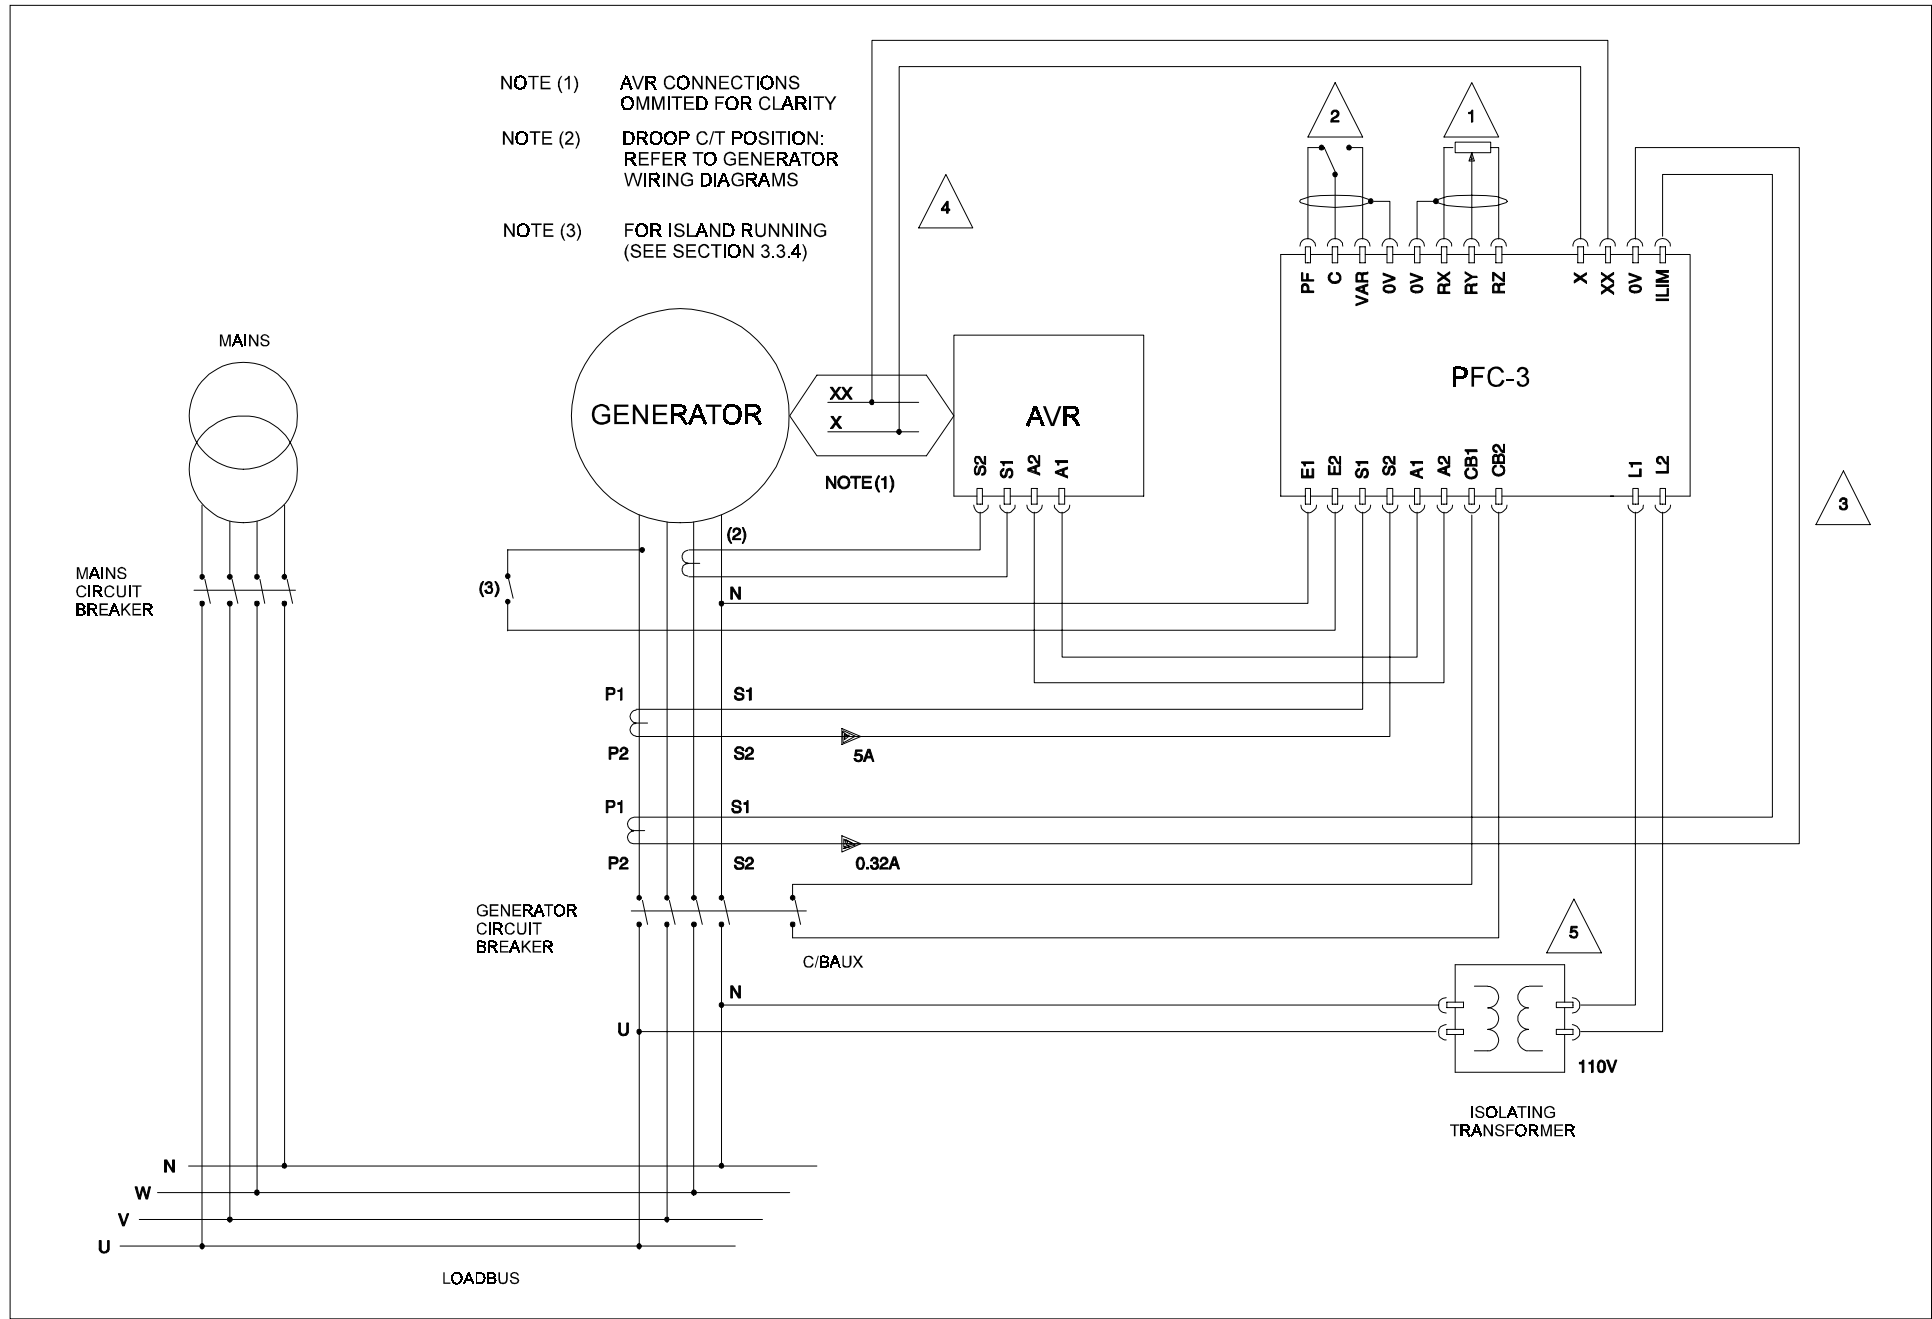 NOTE (1) AVR CONNECTIONS
OMMITED FOR CLARITY
NOTE (2) DROOP C/T POSITION:
REFER TO GENERATOR
WIRING DIAGRAMS
NOTE (3) FOR ISLAND RUNNING
(SEE SECTION 3.3.4)
2
1
4
PF
C
VAR
0V
0V
RX
RY
RZ
X
XX
0V
ILIM
PFC-3
E1
E2
S1
S2
A1
A2
CB1
CB2
L1
L2
3
MAINS
GENERATOR
XX
X
NOTE (1)
AVR
S2
S1
A2
A1
MAINS
CIRCUIT
BREAKER
(2)
(3)
N
P1
S1
P2
S2
5A
P1
S1
P2
S2
0.32A
GENERATOR
CIRCUIT
BREAKER
C/BAUX
5
N
U
110V
ISOLATING
TRANSFORMER
N
W
V
U
LOADBUS